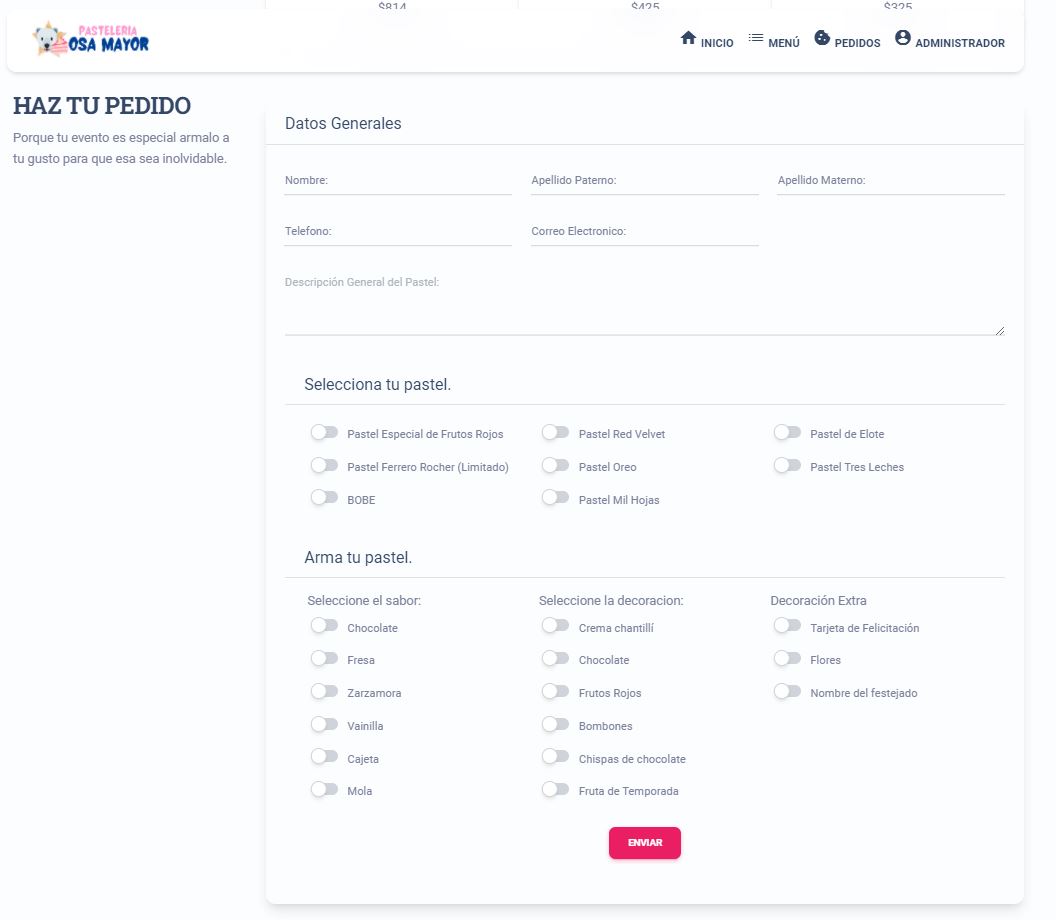 $814 $425 $325
PASTELERIA
OSA MAYOR
INICIO MENÚ PEDIDOS ADMINISTRADOR
HAZ TU PEDIDO
Porque tu evento es especial armalo a
tu gusto para que esa sea inolvidable.
Datos Generales
Nombre: Apellido Paterno: Apellido Materno:
Telefono: Correo Electronico:
Descripción General del Pastel:
Selecciona tu pastel.
Pastel Especial de Frutos Rojos Pastel Red Velvet Pastel de Elote
Pastel Ferrero Rocher (Limitado) Pastel Oreo Pastel Tres Leches
BOBE Pastel Mil Hojas
Arma tu pastel.
Seleccione el sabor: Seleccione la decoracion: Decoración Extra
Chocolate Crema chantillí Tarjeta de Felicitación
Fresa Chocolate Flores
Zarzamora Frutos Rojos Nombre del festejado
Vainilla Bombones
Cajeta Chispas de chocolate
Mola Fruta de Temporada
ENVIAR